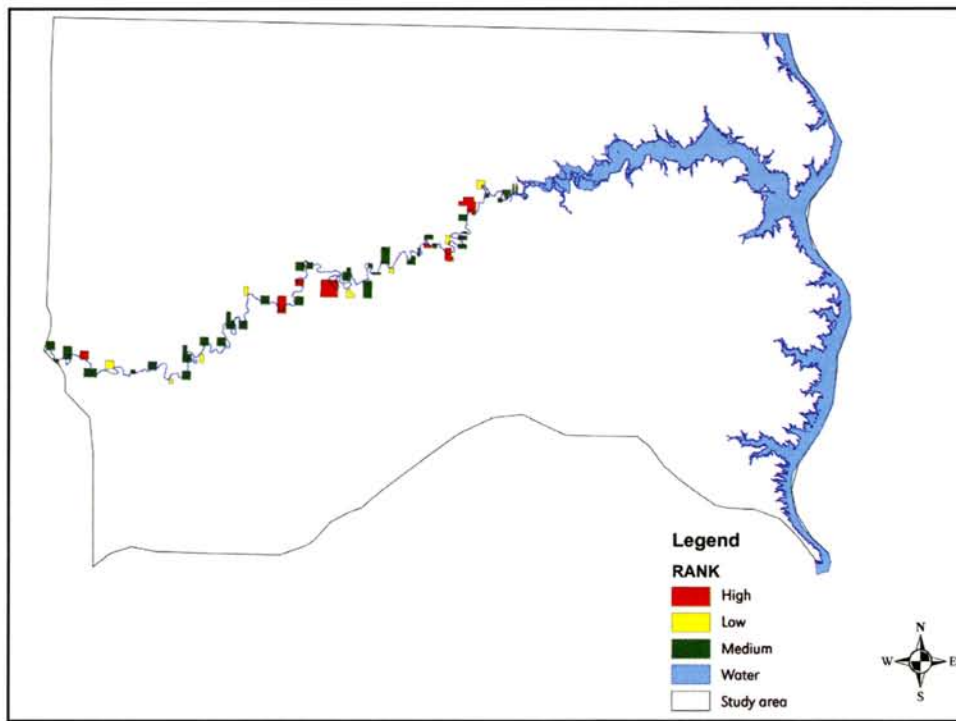 Legend
RANK
High
Low
Medium
Water
Study area
N
W E
S